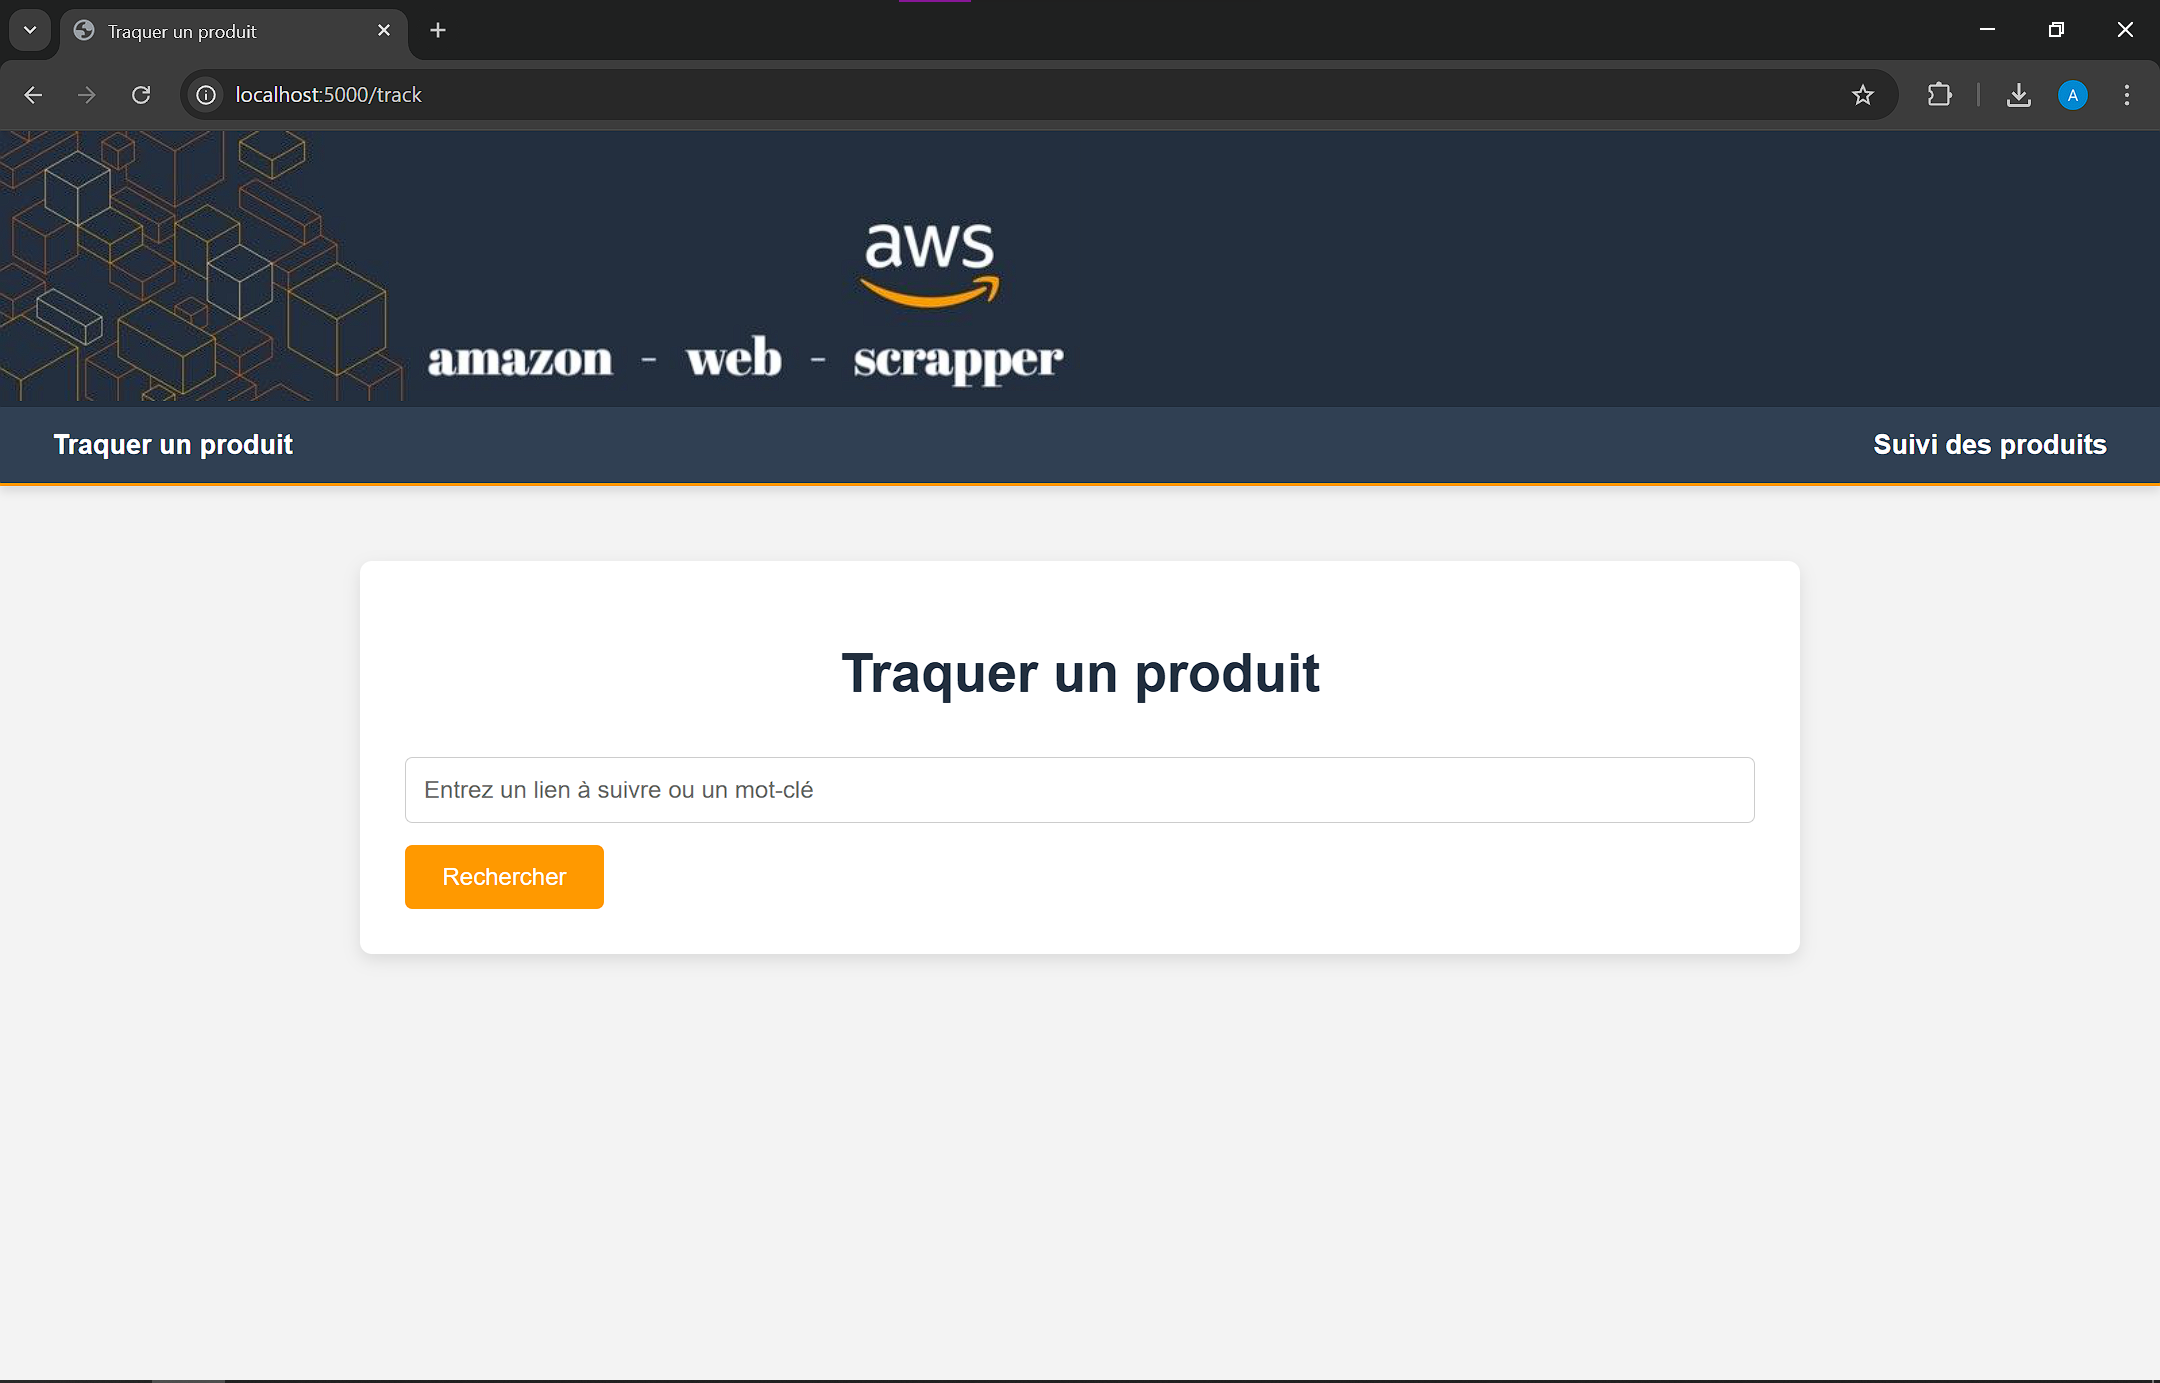 Traquer un produit
localhost:5000/track
A
aws
amazon - web - scrapper
Traquer un produit
Suivi des produits
Traquer un produit
Entrez un lien à suivre ou un mot-clé
Rechercher